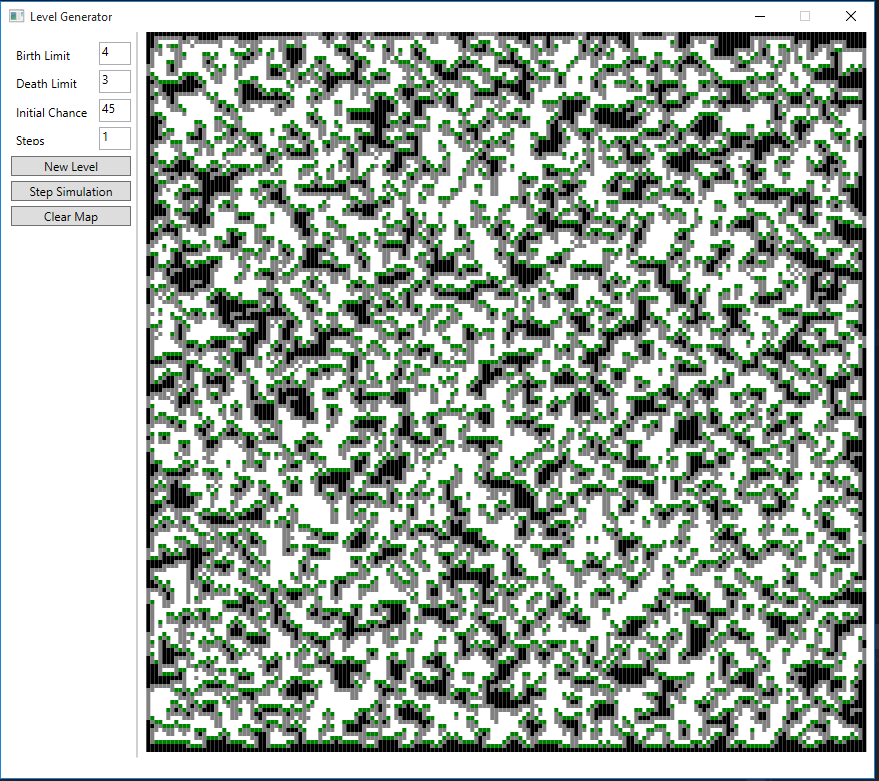 Level Generator
Birth Limit 4
Death Limit 3
Initial Chance 45
Steps 1
New Level
Step Simulation
Clear Map